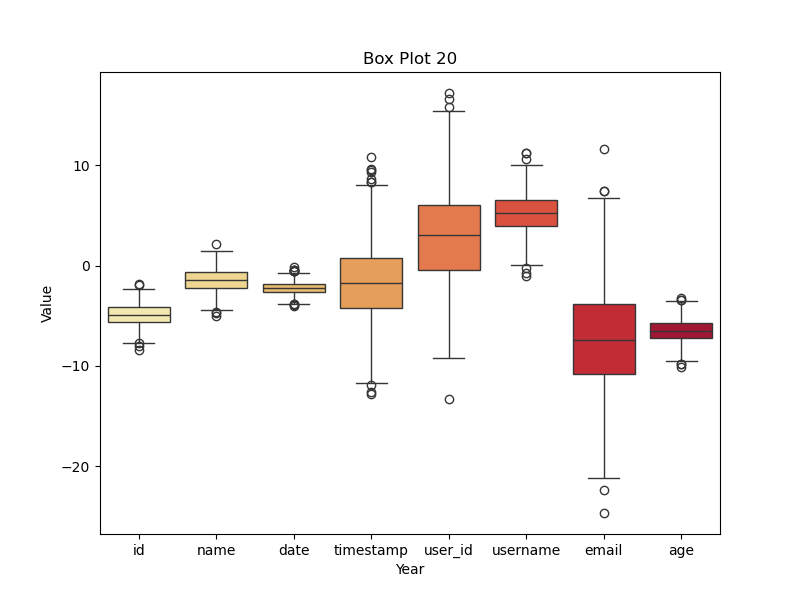 Box Plot 20
Value
10
0
−10
−20
id name date timestamp user_id username email age
Year